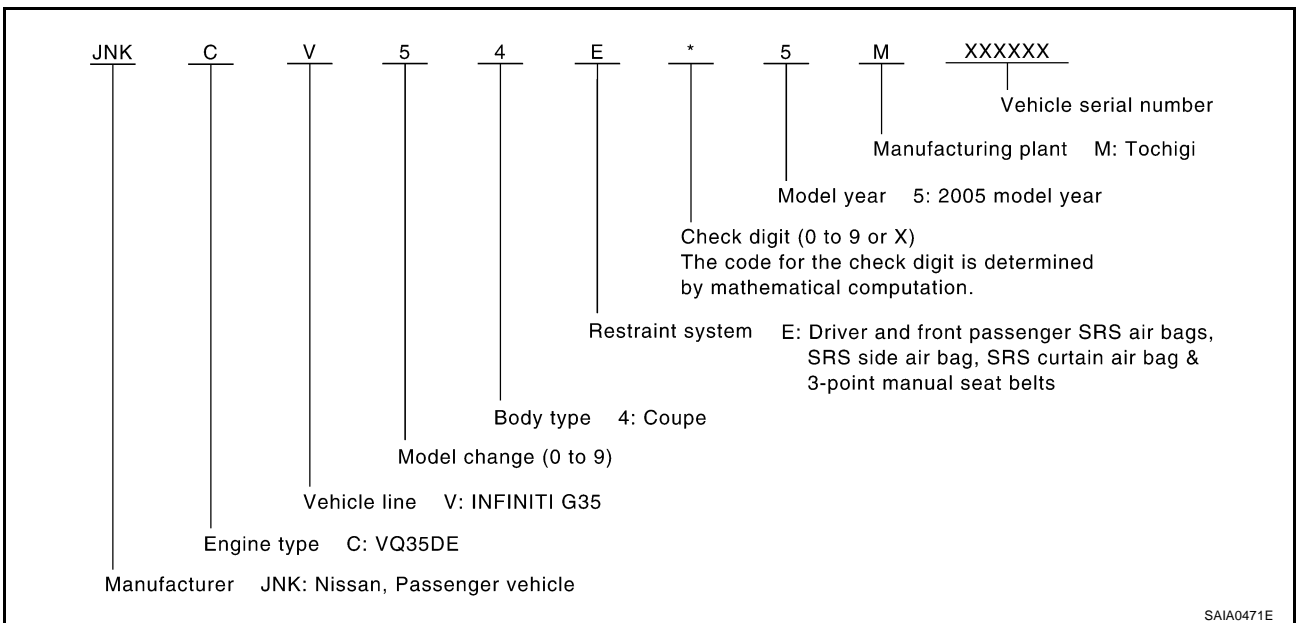 JNK C V 5 4 E * 5 M XXXXXX
Vehicle serial number
Manufacturing plant M: Tochigi
Model year 5: 2005 model year
Check digit (0 to 9 or X)
The code for the check digit is determined
by mathematical computation.
Restraint system E: Driver and front passenger SRS air bags,
SRS side air bag, SRS curtain air bag &
3-point manual seat belts
Body type 4: Coupe
Model change (0 to 9)
Vehicle line V: INFINITI G35
Engine type C: VQ35DE
Manufacturer JNK: Nissan, Passenger vehicle
SAIA0471E